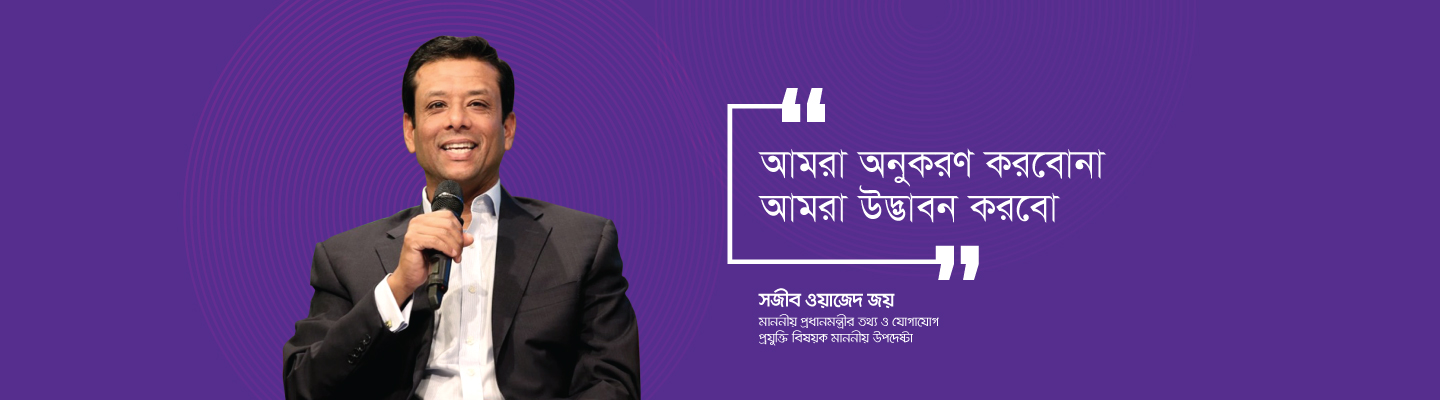 “
আমরা অনুকরণ করবোনা
আমরা উদ্ভাবন করবো
”
সজীব ওয়াজেদ জয়
মাননীয় প্রধানমন্ত্রীর তথ্য ও যোগাযোগ
প্রযুক্তি বিষয়ক মাননীয় উপদেষ্টা